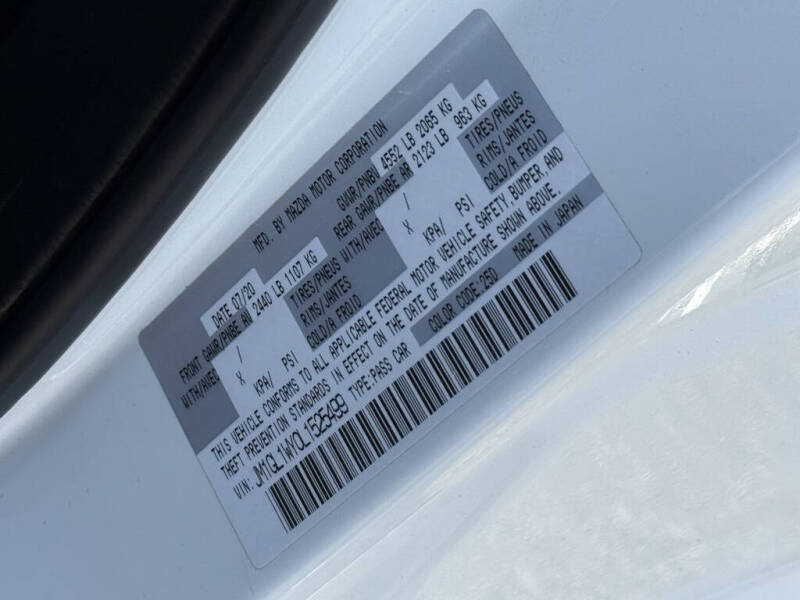 MFD. BY MAZDA MOTOR CORPORATION
DATE 07/20 GVWR/PNBV 4552 LB 2065 KG
FRONT GAWR/PNBE AV 2440 LB 1107 KG REAR GAWR/PNBE AR 2123 LB 963 KG
WITH/AVEC / TIRES/PNEUS WITH/AVEC / TIRES/PNEUS
X RIMS/JANTES X RIMS/JANTES
KPA/ PSI COLD/A FROID KPA/ PSI COLD/A FROID
THIS VEHICLE CONFORMS TO ALL APPLICABLE FEDERAL MOTOR VEHICLE SAFETY, BUMPER, AND
THEFT PREVENTION STANDARDS IN EFFECT ON THE DATE OF MANUFACTURE SHOWN ABOVE.
VIN: JM1GL1WY0L1525499 TYPE:PASS CAR COLOR CODE:25D MADE IN JAPAN